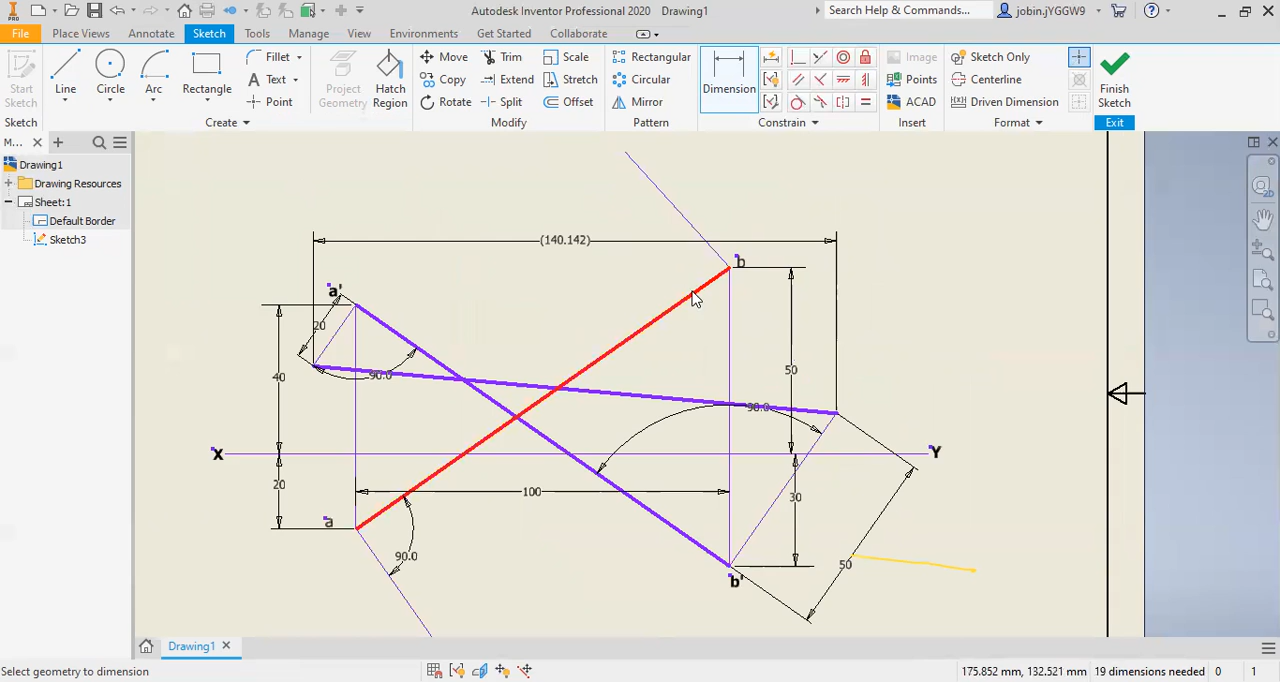 PRO
Autodesk Inventor Professional 2020 Drawing1
Search Help & Commands...
jobin.jYGGW9
File Sketch Place Views Annotate Tools Manage View Environments Get Started Collaborate
Start Sketch
Sketch
Line Circle Arc Rectangle
Fillet
Text
Point
Create
Project Geometry
Hatch Region
Move Trim Scale
Copy Extend Stretch
Rotate Split Offset
Modify
Rectangular
Circular
Mirror
Pattern
Dimension
Constrain
Image
Points
ACAD
Insert
Sketch Only
Centerline
Driven Dimension
Format
Finish Sketch
Exit
M...
Drawing1
Drawing Resources
Sheet:1
Default Border
Sketch3
(140.142)
b
a'
20
40
90.0
50
90.0
X
Y
20
100
30
a
90.0
50
b'
2D
Drawing1
Select geometry to dimension
175.852 mm, 132.521 mm 19 dimensions needed 0 1